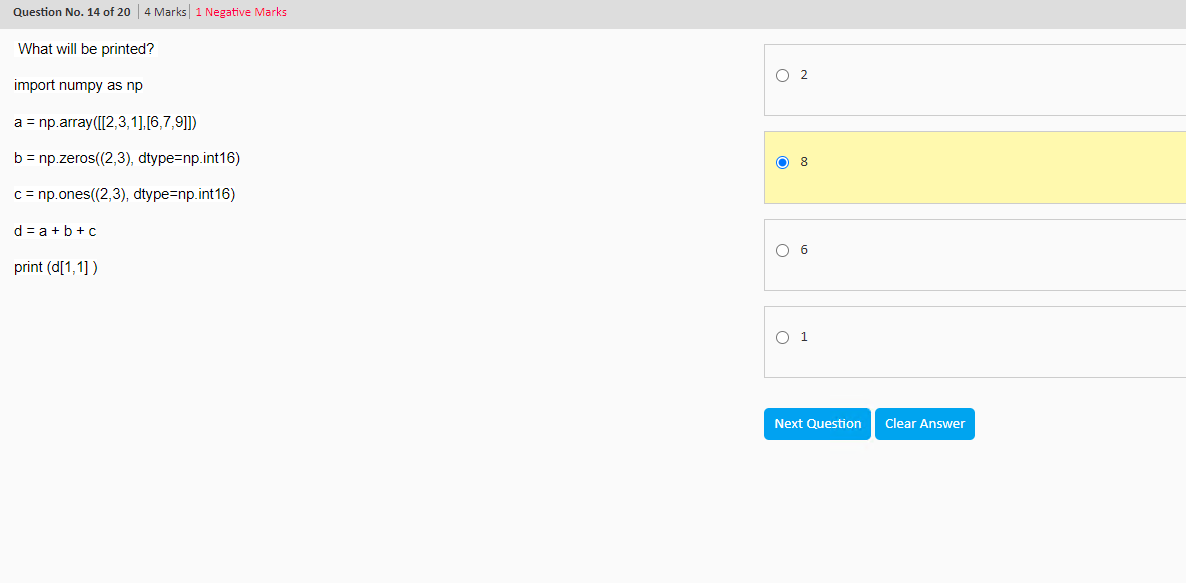 Question No. 14 of 20 4 Marks 1 Negative Marks
What will be printed?
import numpy as np
a = np.array([[2,3,1],[6,7,9]])
b = np.zeros((2,3), dtype=np.int16)
c = np.ones((2,3), dtype=np.int16)
d = a + b + c
print (d[1,1] )
2
8
6
1
Next Question Clear Answer